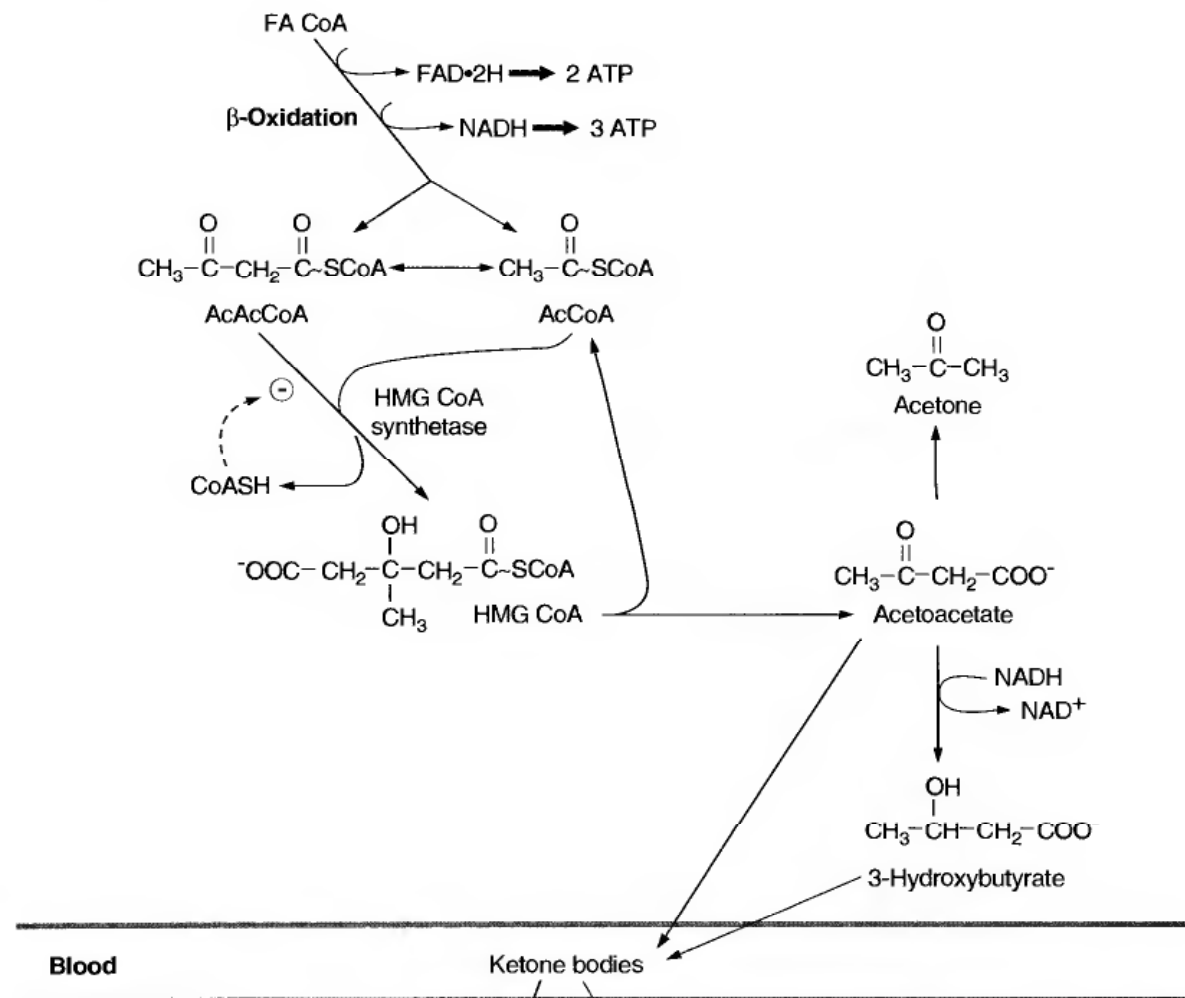 FA CoA
FAD•2H → 2 ATP
β-Oxidation
NADH → 3 ATP
O O
CH₃-C-CH₂-C~SCoA
AcAcCoA
O
CH₃-C~SCoA
AcCoA
O
CH₃-C-CH₃
Acetone
-
HMG CoA
synthetase
CoASH
OH O
⁻OOC-CH₂-C-CH₂-C~SCoA
CH₃
HMG CoA
O
CH₃-C-CH₂-COO⁻
Acetoacetate
NADH
NAD⁺
OH
CH₃-CH-CH₂-COO⁻
3-Hydroxybutyrate
Blood
Ketone bodies